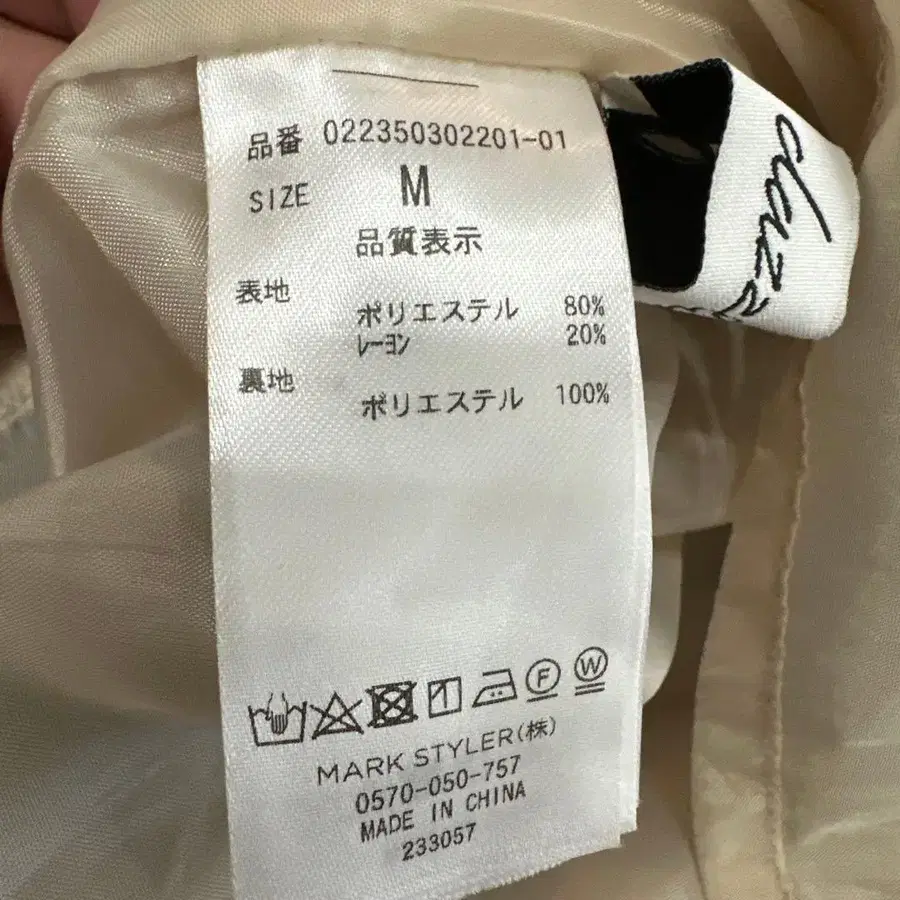 品番 022350302201-01
SIZE M
品質表示
表地
ポリエステル 80%
レーヨン 20%
裏地
ポリエステル 100%
F W
MARK STYLER(株)
0570-050-757
MADE IN CHINA
233057